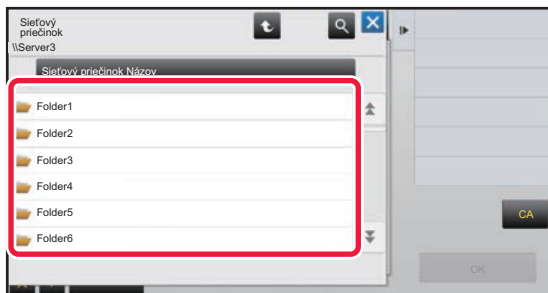 Sieťový
priečinok
\\Server3
Sieťový priečinok Názov
Folder1
Folder2
Folder3
Folder4
Folder5
Folder6
CA
OK